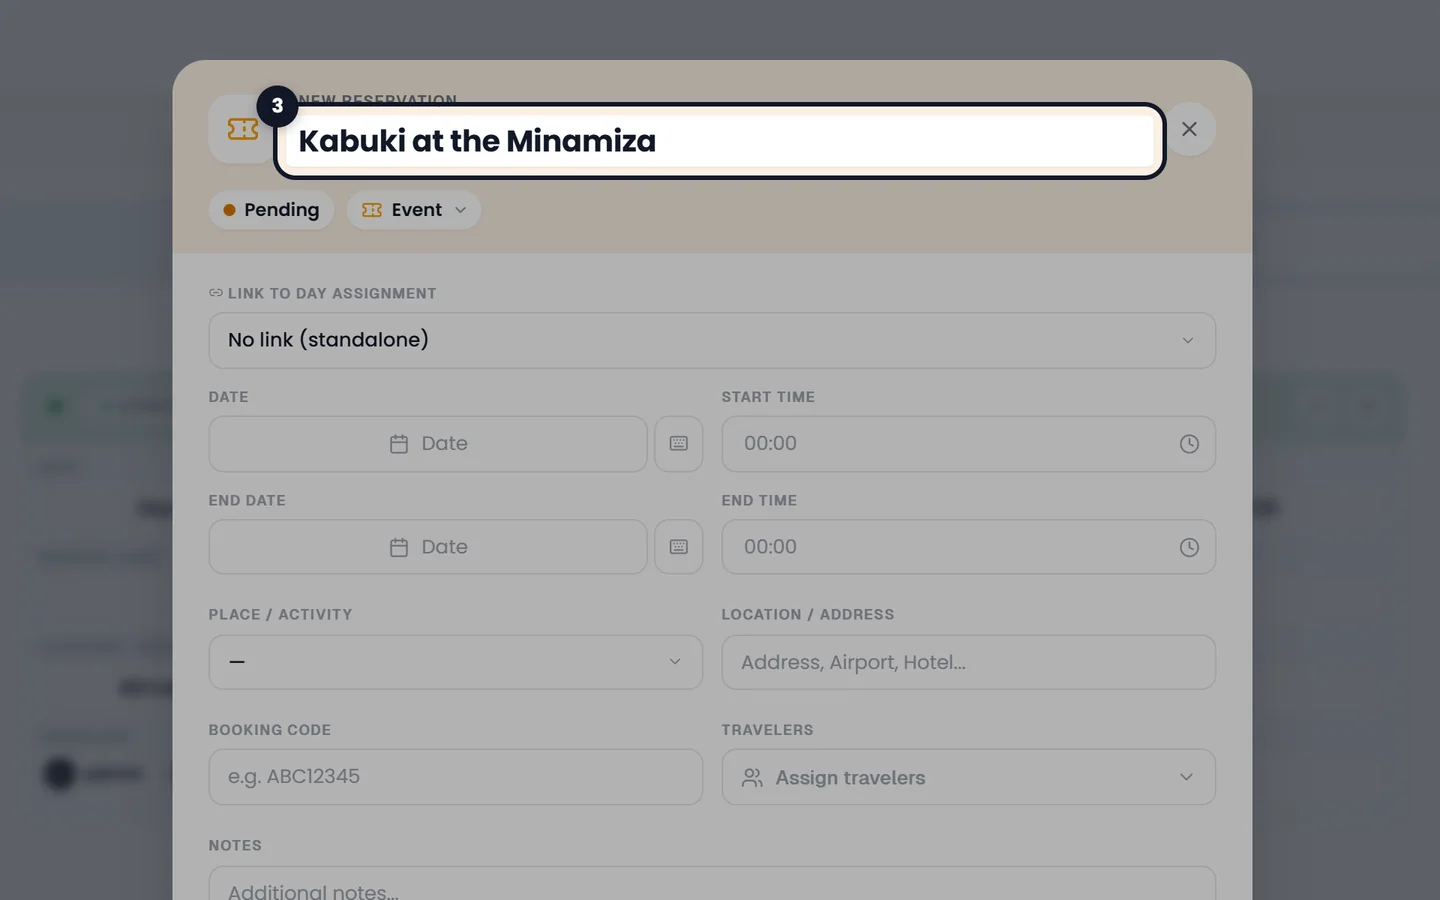 3
NEW RESERVATION
Kabuki at the Minamiza
Pending
Event
LINK TO DAY ASSIGNMENT
No link (standalone)
DATE
START TIME
Date
00:00
END DATE
END TIME
Date
00:00
PLACE / ACTIVITY
LOCATION / ADDRESS
—
Address, Airport, Hotel...
BOOKING CODE
TRAVELERS
e.g. ABC12345
Assign travelers
NOTES
Additional notes...